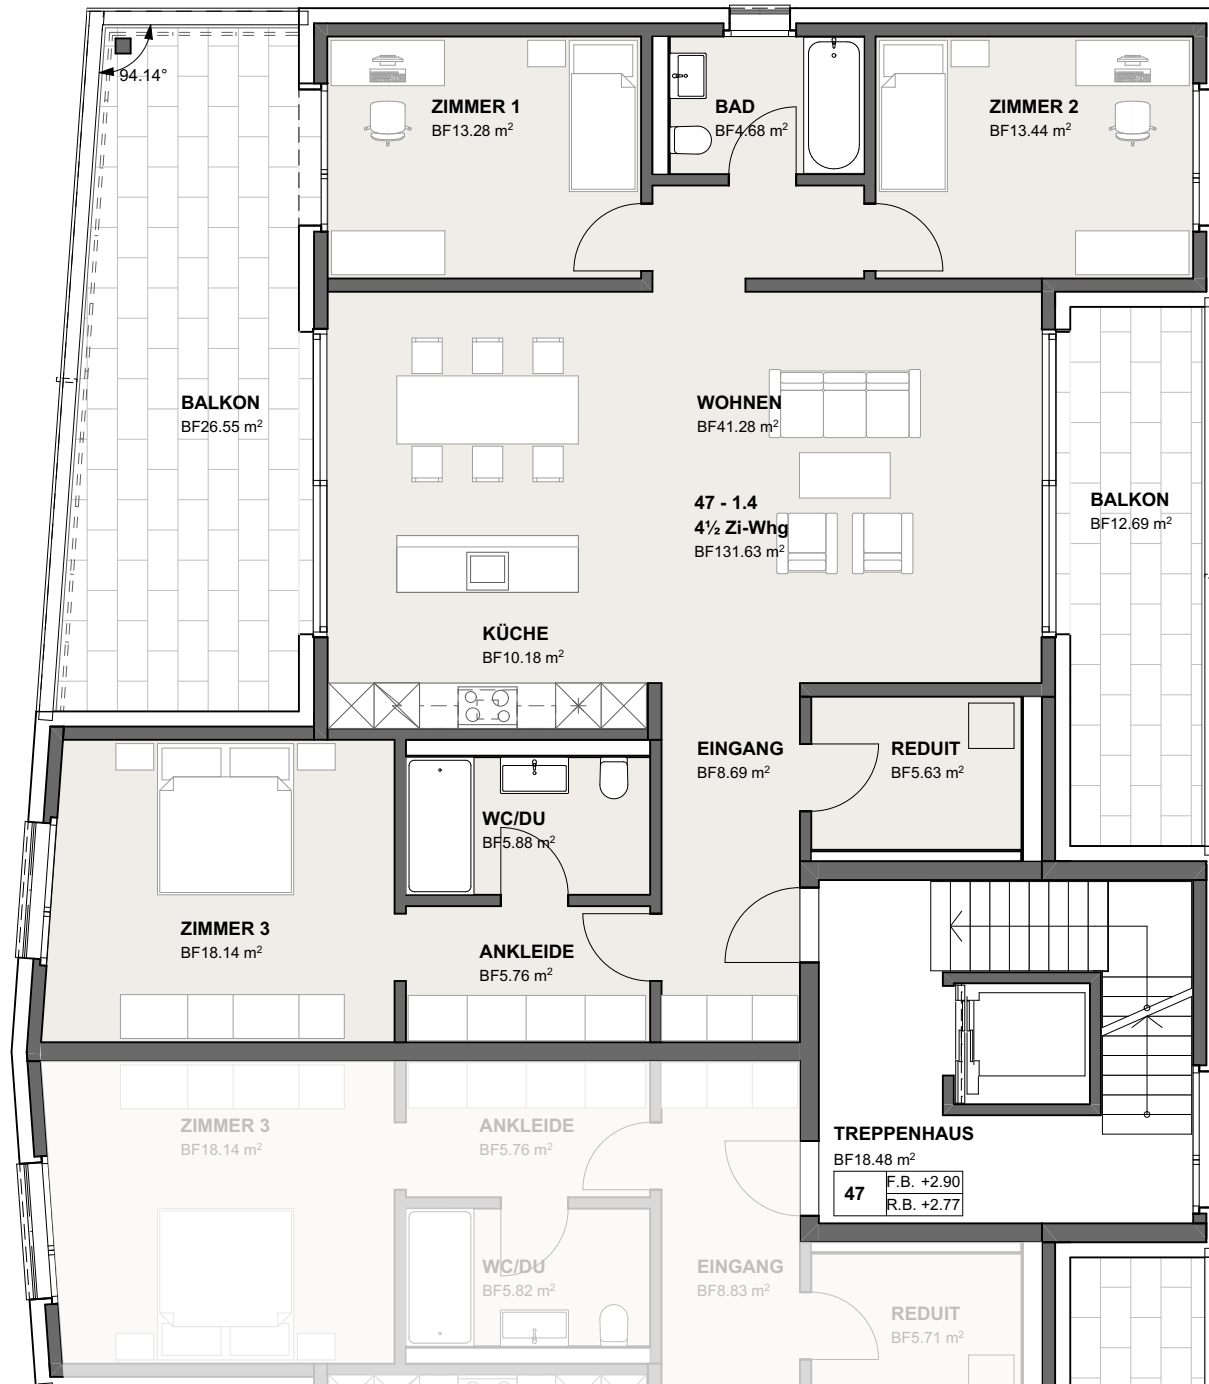 94.14°
ZIMMER 1
BF13.28 m²
BAD
BF4.68 m²
ZIMMER 2
BF13.44 m²
BALKON
BF26.55 m²
WOHNEN
BF41.28 m²
47 - 1.4
4½ Zi-Whg
BF131.63 m²
BALKON
BF12.69 m²
KÜCHE
BF10.18 m²
EINGANG
BF8.69 m²
REDUIT
BF5.63 m²
WC/DU
BF5.88 m²
ZIMMER 3
BF18.14 m²
ANKLEIDE
BF5.76 m²
ZIMMER 3
BF18.14 m²
ANKLEIDE
BF5.76 m²
TREPPENHAUS
BF18.48 m²
47
F.B. +2.90
R.B. +2.77
WC/DU
BF5.82 m²
EINGANG
BF8.83 m²
REDUIT
BF5.71 m²